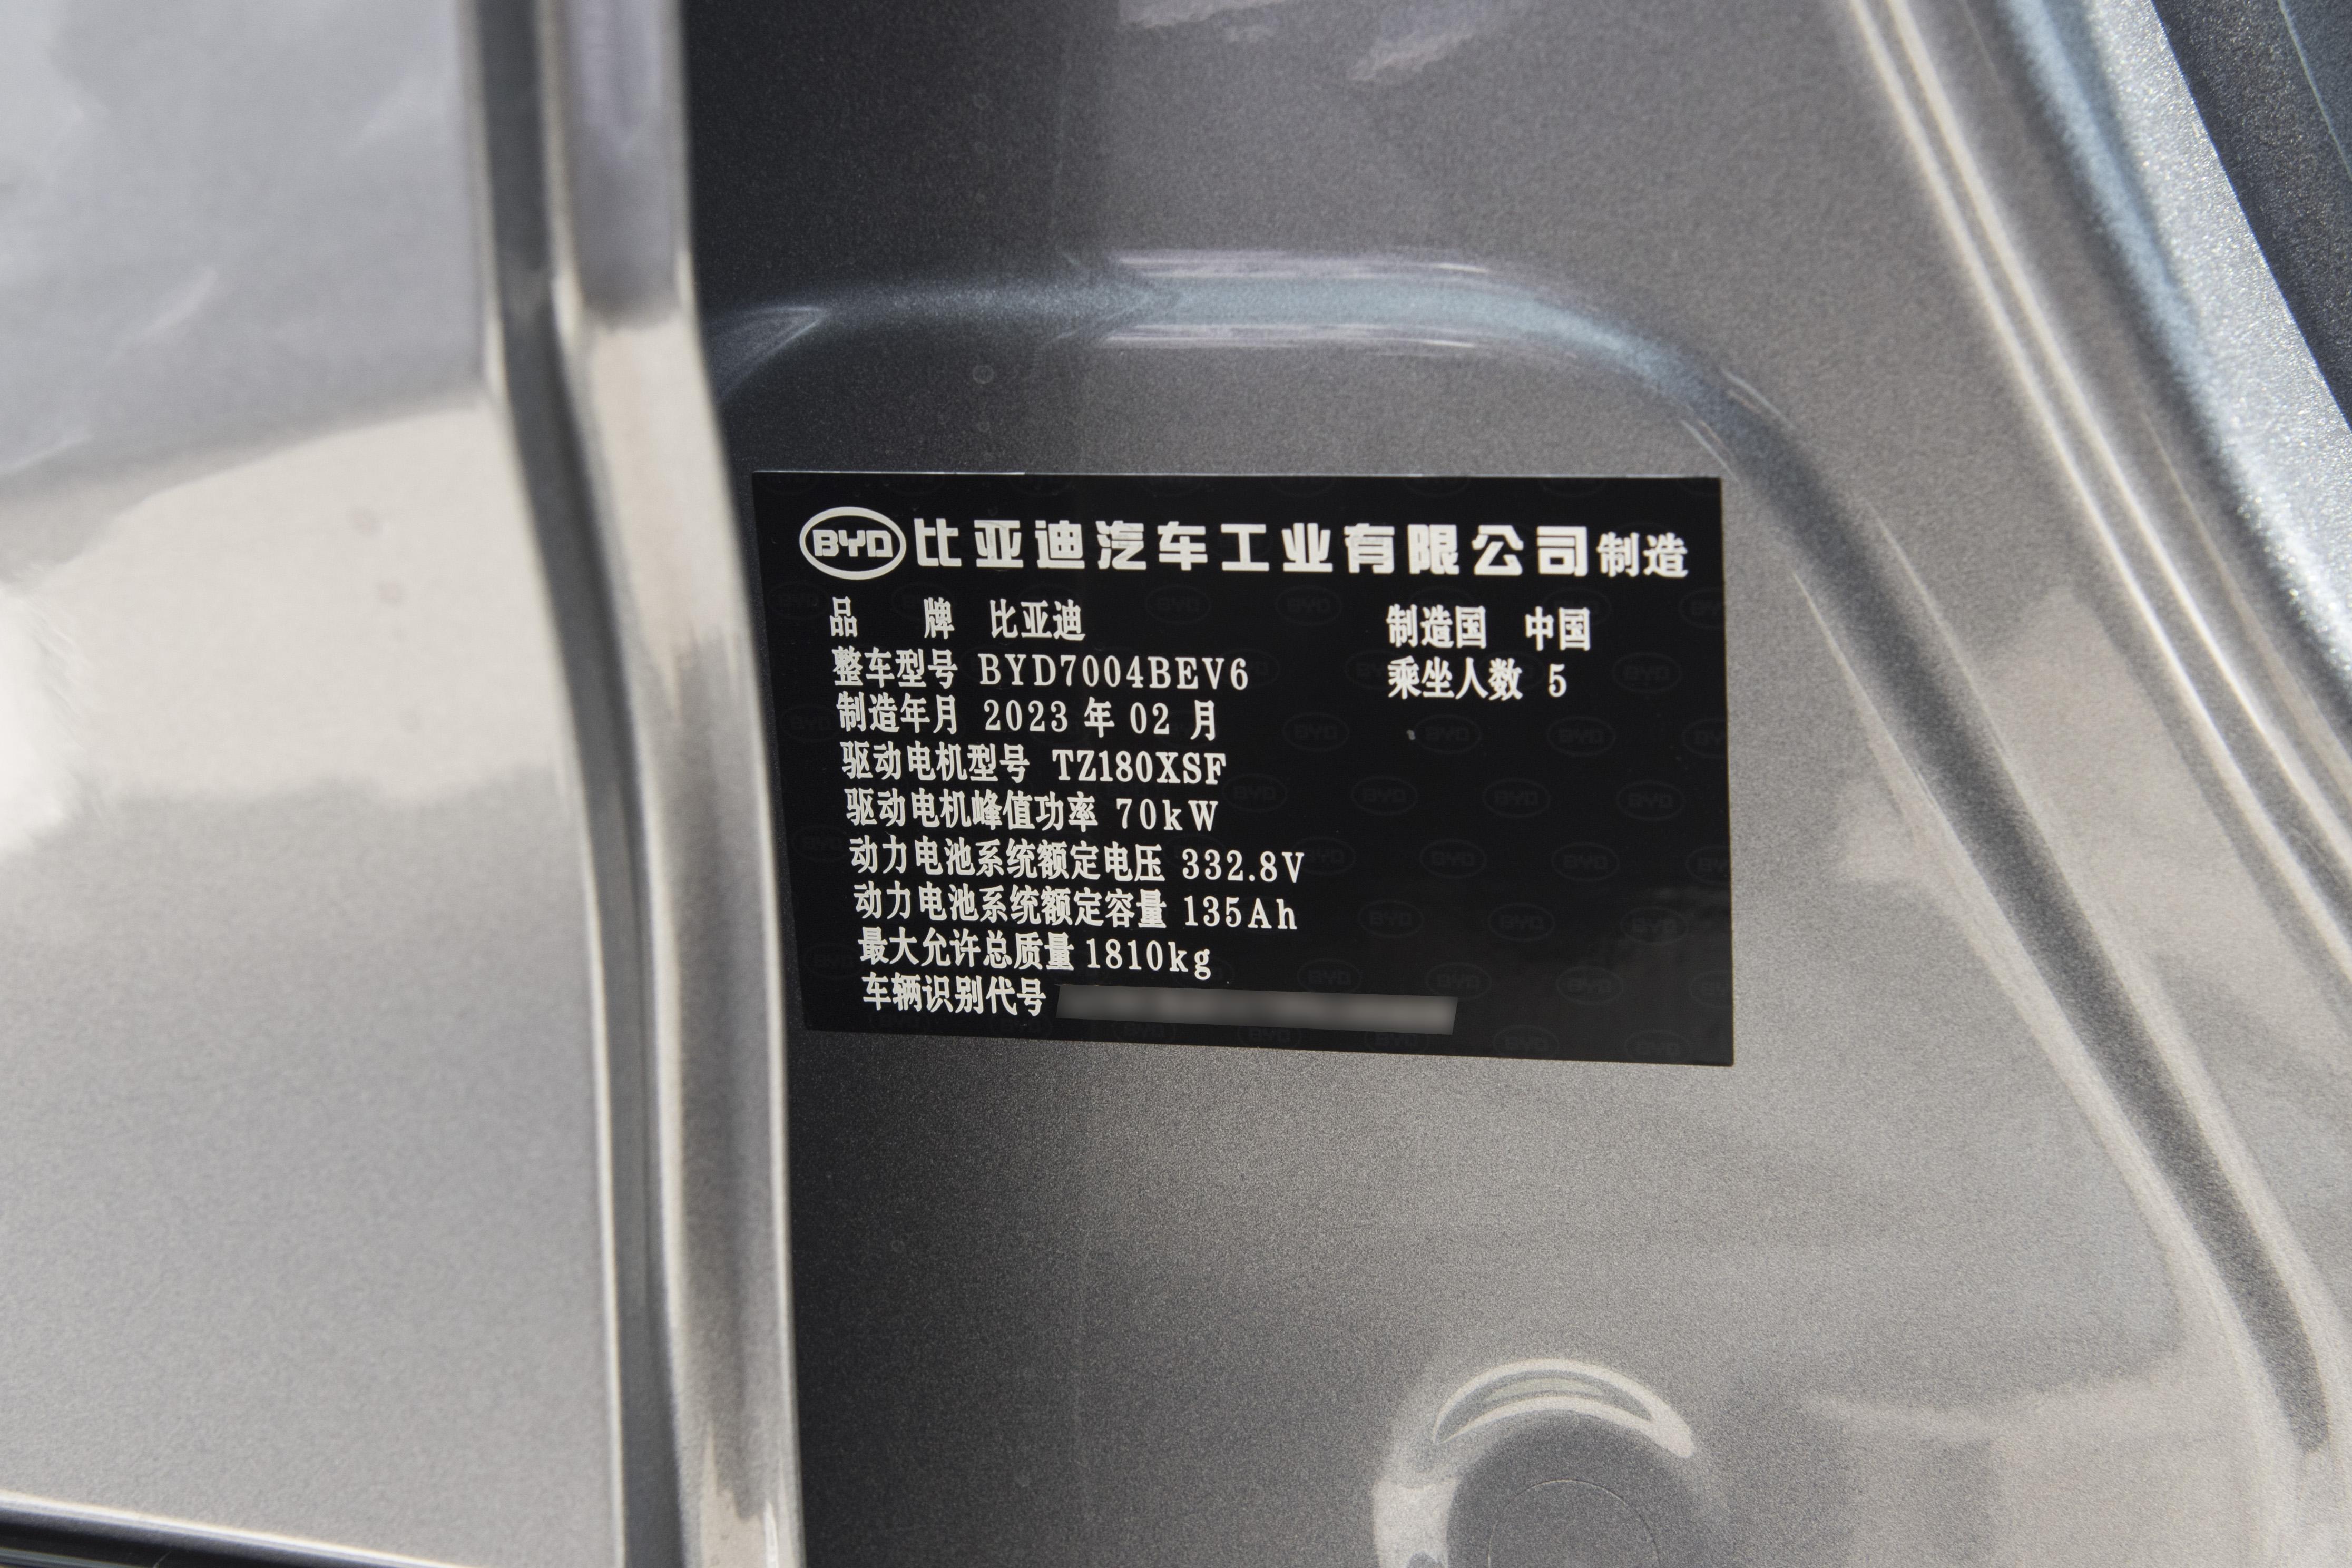 BYD 比亚迪汽车工业有限公司制造
品 牌 比亚迪 制造国 中国
整车型号 BYD7004BEV6 乘坐人数 5
制造年月 2023 年 02 月
驱动电机型号 TZ180XSF
驱动电机峰值功率 70kW
动力电池系统额定电压 332.8V
动力电池系统额定容量 135Ah
最大允许总质量 1810kg
车辆识别代号